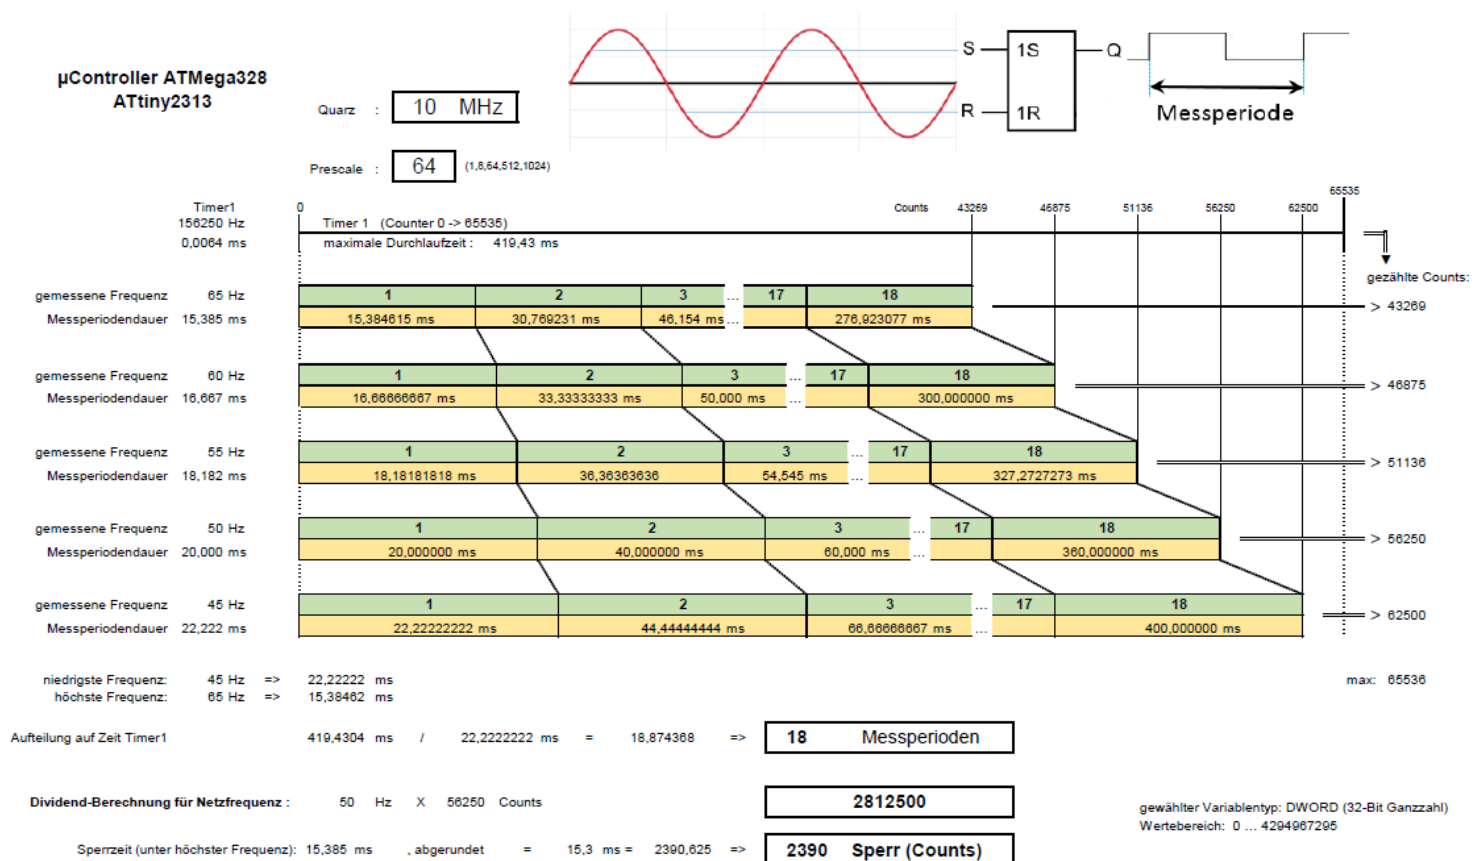 µController ATMega328
ATtiny2313
Quarz : 10 MHz
Prescale : 64 (1,8,64,512,1024)
S 1S Q
R 1R
Messperiode
Timer1
156250 Hz
0,0064 ms
0 Counts 43269 46875 51136 56250 62500 65535
Timer 1 (Counter 0 -> 65535)
maximale Durchlaufzeit : 419,43 ms
gezählte Counts:
gemessene Frequenz 65 Hz 1 2 3 ... 17 18
Messperiodendauer 15,385 ms 15,384615 ms 30,769231 ms 46,154 ms ... 276,923077 ms
> 43269
gemessene Frequenz 60 Hz 1 2 3 ... 17 18
Messperiodendauer 16,667 ms 16,66666667 ms 33,33333333 ms 50,000 ms ... 300,000000 ms
> 46875
gemessene Frequenz 55 Hz 1 2 3 ... 17 18
Messperiodendauer 18,182 ms 18,18181818 ms 36,36363636 54,545 ms ... 327,2727273 ms
> 51136
gemessene Frequenz 50 Hz 1 2 3 ... 17 18
Messperiodendauer 20,000 ms 20,000000 ms 40,000000 ms 60,000 ms ... 360,000000 ms
> 56250
gemessene Frequenz 45 Hz 1 2 3 ... 17 18
Messperiodendauer 22,222 ms 22,22222222 ms 44,44444444 ms 66,66666667 ms ... 400,000000 ms
> 62500
niedrigste Frequenz: 45 Hz => 22,22222 ms
max: 65536
höchste Frequenz: 65 Hz => 15,38462 ms
Aufteilung auf Zeit Timer1 419,4304 ms / 22,2222222 ms = 18,874368 => 18 Messperioden
Dividend-Berechnung für Netzfrequenz : 50 Hz X 56250 Counts 2812500
gewählter Variablentyp: DWORD (32-Bit Ganzzahl)
Wertebereich: 0 ... 4294967295
Sperrzeit (unter höchster Frequenz): 15,385 ms , abgerundet = 15,3 ms = 2390,625 => 2390 Sperr (Counts)